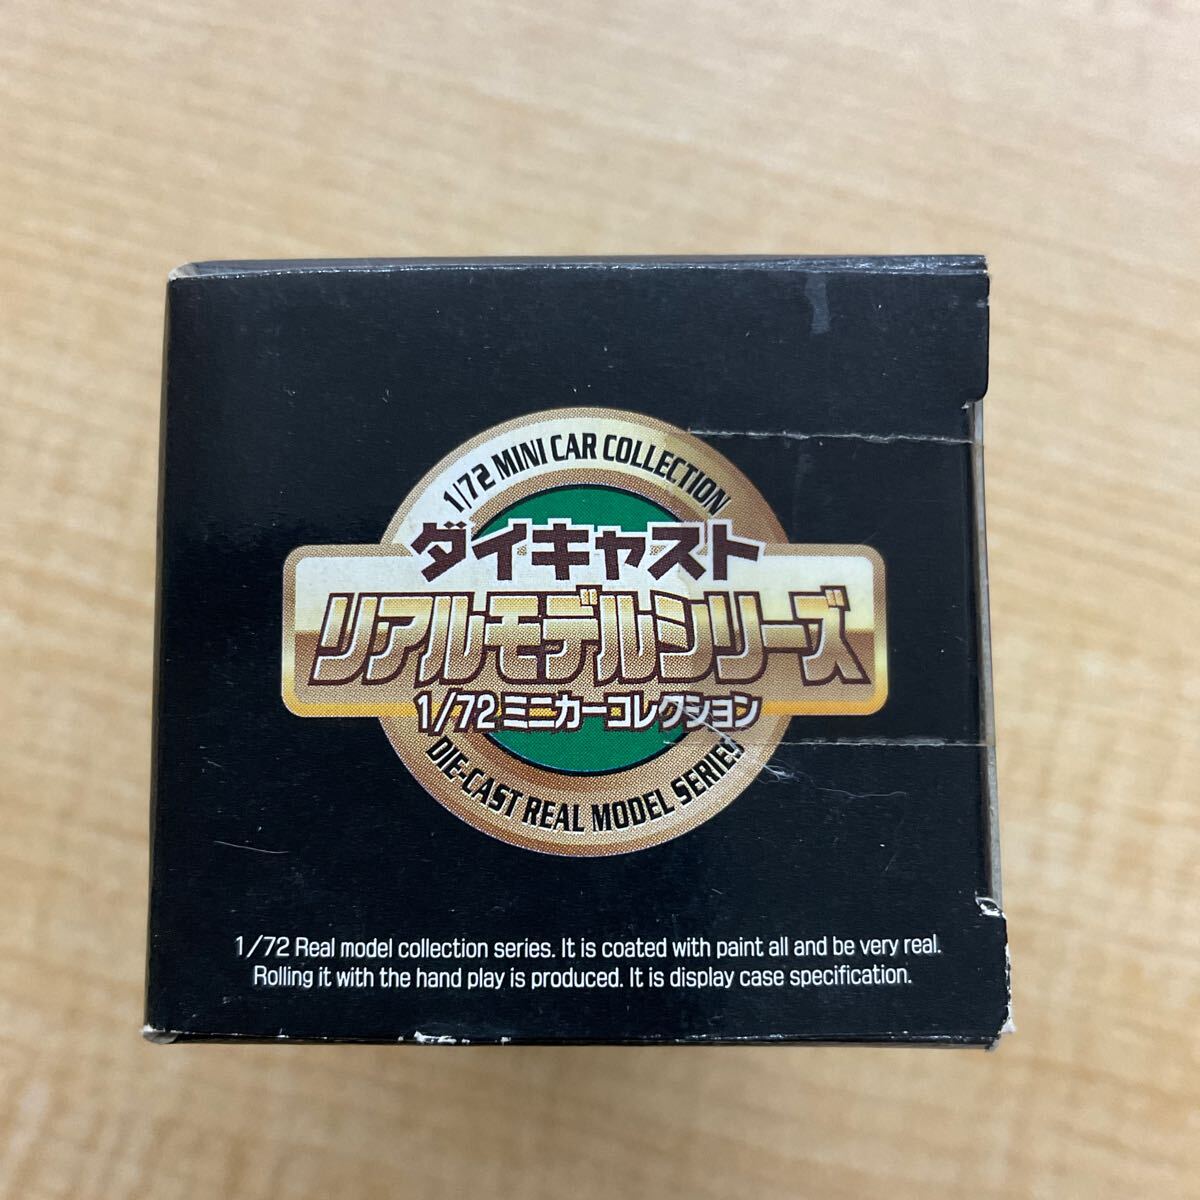 1/72 MINI CAR COLLECTION
ダイキャスト
リアルモデルシリーズ
1/72 ミニカーコレクション
DIE-CAST REAL MODEL SERIES
1/72 Real model collection series. It is coated with paint all and be very real.
Rolling it with the hand play is produced. It is display case specification.